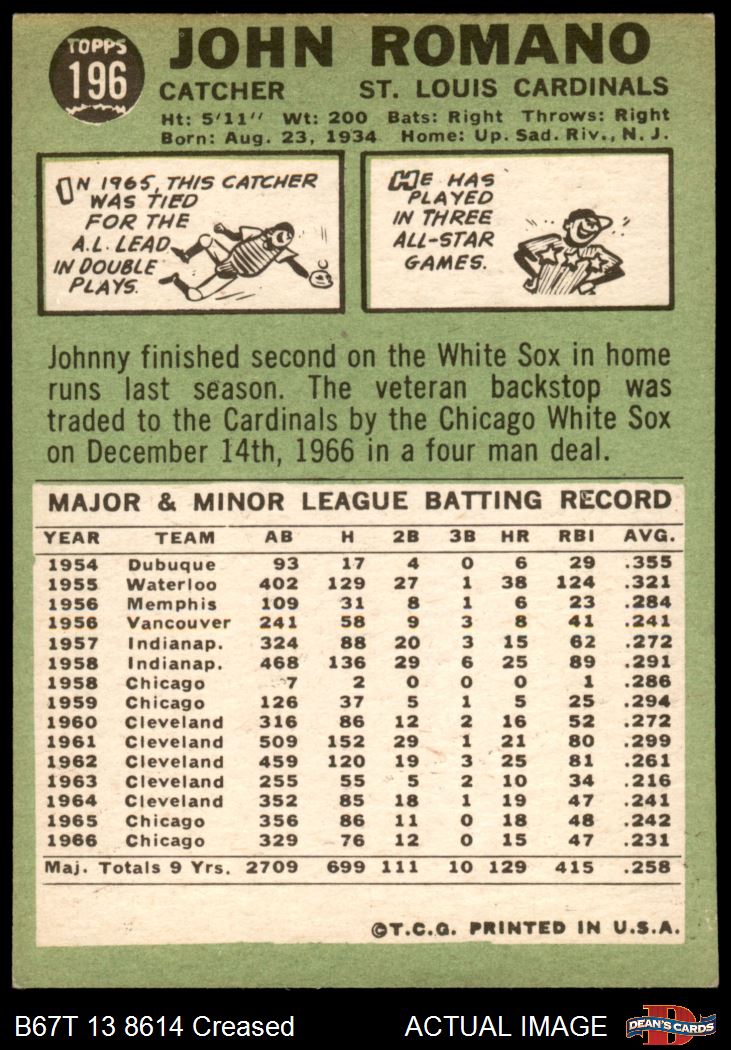 TOPPS
196
JOHN ROMANO
CATCHER ST. LOUIS CARDINALS
Ht: 5'11" Wt: 200 Bats: Right Throws: Right
Born: Aug. 23, 1934 Home: Up. Sad. Riv., N. J.
IN 1965, THIS CATCHER
WAS TIED
FOR THE
A.L. LEAD
IN DOUBLE
PLAYS.
HE HAS
PLAYED
IN THREE
ALL-STAR
GAMES.
Johnny finished second on the White Sox in home
runs last season. The veteran backstop was
traded to the Cardinals by the Chicago White Sox
on December 14th, 1966 in a four man deal.
MAJOR & MINOR LEAGUE BATTING RECORD
YEAR TEAM AB H 2B 3B HR RBI AVG.
1954 Dubuque 93 17 4 0 6 29 .355
1955 Waterloo 402 129 27 1 38 124 .321
1956 Memphis 109 31 8 1 6 23 .284
1956 Vancouver 241 58 9 3 8 41 .241
1957 Indianap. 324 88 20 3 15 62 .272
1958 Indianap. 468 136 29 6 25 89 .291
1958 Chicago 7 2 0 0 0 1 .286
1959 Chicago 126 37 5 1 5 25 .294
1960 Cleveland 316 86 12 2 16 52 .272
1961 Cleveland 509 152 29 1 21 80 .299
1962 Cleveland 459 120 19 3 25 81 .261
1963 Cleveland 255 55 5 2 10 34 .216
1964 Cleveland 352 85 18 1 19 47 .241
1965 Chicago 356 86 11 0 18 48 .242
1966 Chicago 329 76 12 0 15 47 .231
Maj. Totals 9 Yrs. 2709 699 111 10 129 415 .258
©T.C.G. PRINTED IN U.S.A.
B67T 13 8614 Creased ACTUAL IMAGE
D
DEAN'S CARDS